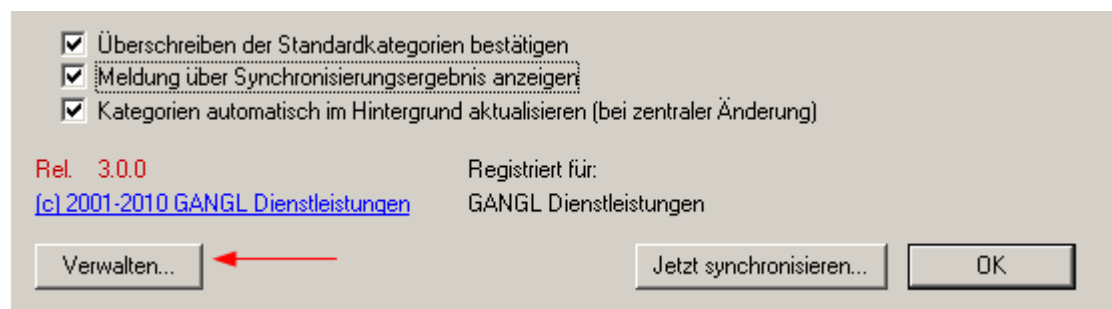 Überschreiben der Standardkategorien bestätigen
Meldung über Synchronisierungsergebnis anzeigen
Kategorien automatisch im Hintergrund aktualisieren (bei zentraler Änderung)
Rel. 3.0.0 Registriert für:
(c) 2001-2010 GANGL Dienstleistungen GANGL Dienstleistungen
Verwalten... Jetzt synchronisieren... OK